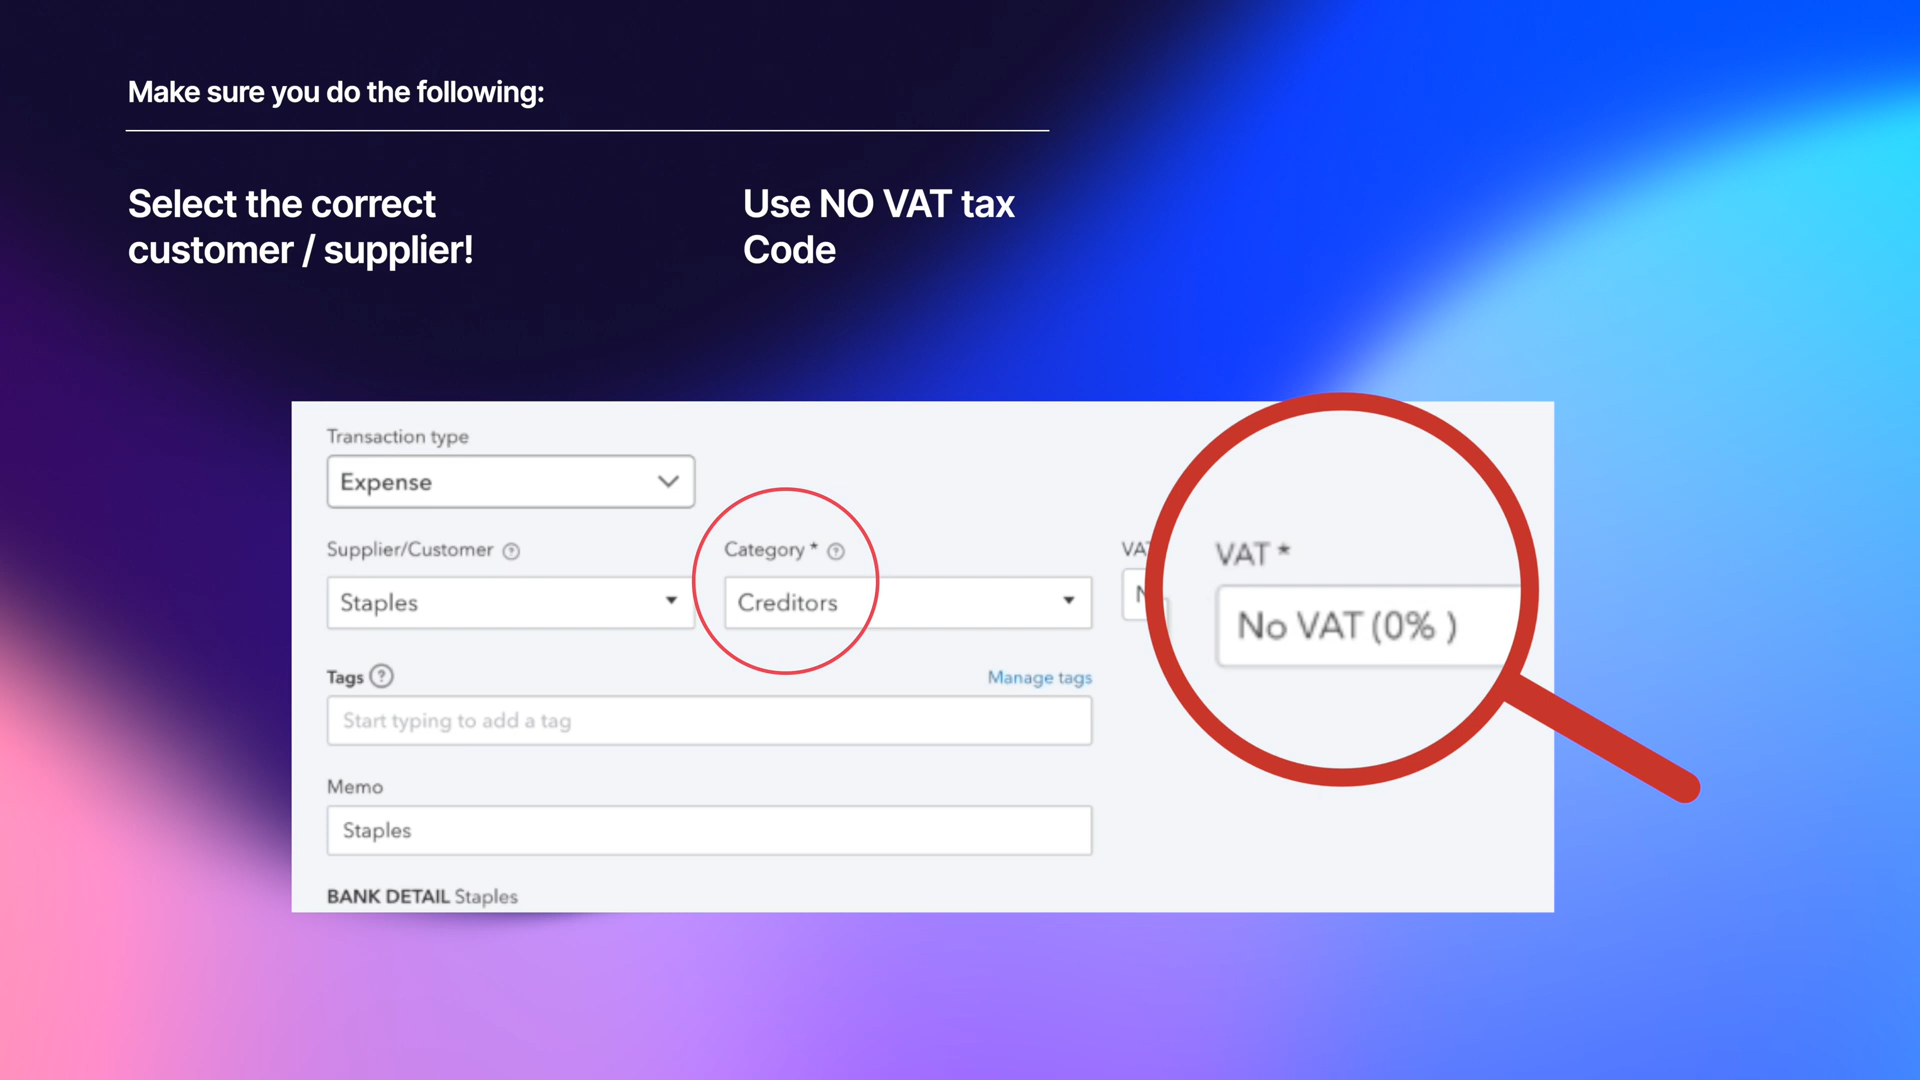 Make sure you do the following:
Select the correct
customer / supplier!
Use NO VAT tax
Code
Transaction type
Expense
Supplier/Customer ?
Category * ?
VAT *
Staples
Creditors
No VAT (0% )
Tags ?
Manage tags
Start typing to add a tag
Memo
Staples
BANK DETAIL Staples